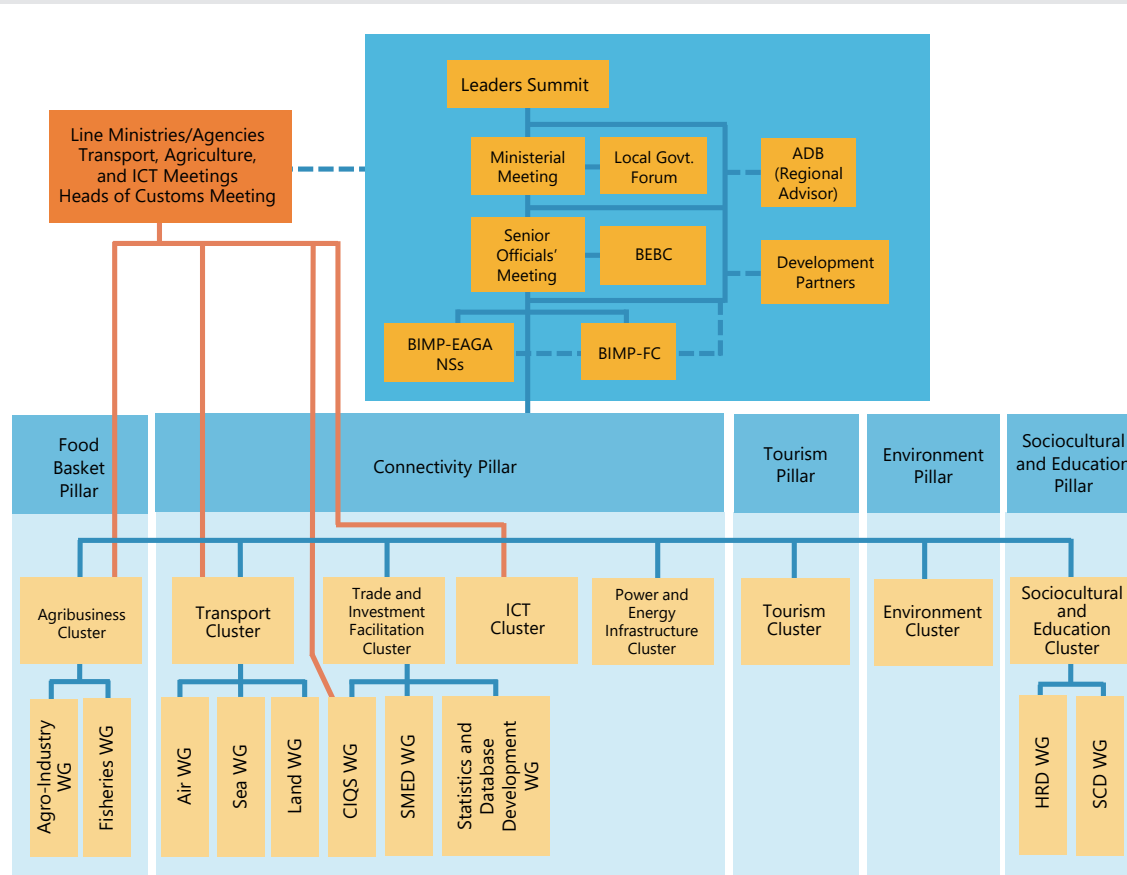 Leaders Summit
Line Ministries/Agencies
Transport, Agriculture,
and ICT Meetings
Heads of Customs Meeting
Ministerial
Meeting
Local Govt.
Forum
ADB
(Regional
Advisor)
Senior
Officials’
Meeting
BEBC
Development
Partners
BIMP-EAGA
NSs
BIMP-FC
Food
Basket
Pillar
Connectivity Pillar
Tourism
Pillar
Environment
Pillar
Sociocultural
and Education
Pillar
Agribusiness
Cluster
Transport
Cluster
Trade and
Investment
Facilitation
Cluster
ICT
Cluster
Power and
Energy
Infrastructure
Cluster
Tourism
Cluster
Environment
Cluster
Sociocultural
and
Education
Cluster
Agro-Industry
WG
Fisheries WG
Air WG
Sea WG
Land WG
CIQS WG
SMED WG
Statistics and
Database
Development
WG
HRD WG
SCD WG